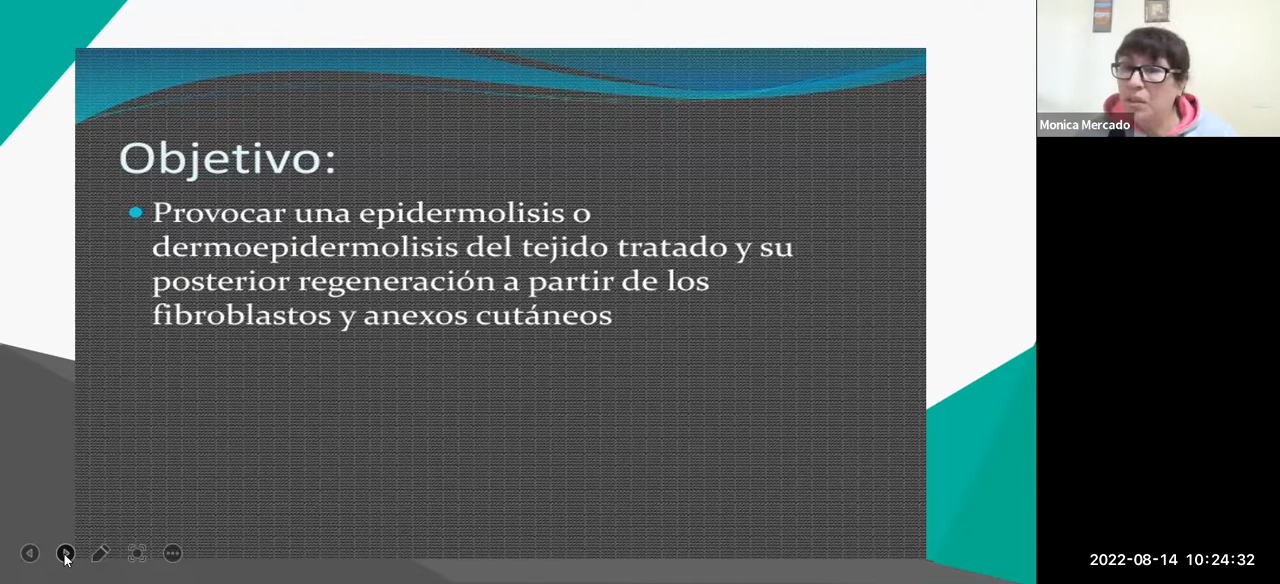 Objetivo:
Provocar una epidermolisis o
dermoepidermolisis del tejido tratado y su
posterior regeneración a partir de los
fibroblastos y anexos cutáneos
Monica Mercado
2022-08-14 10:24:32